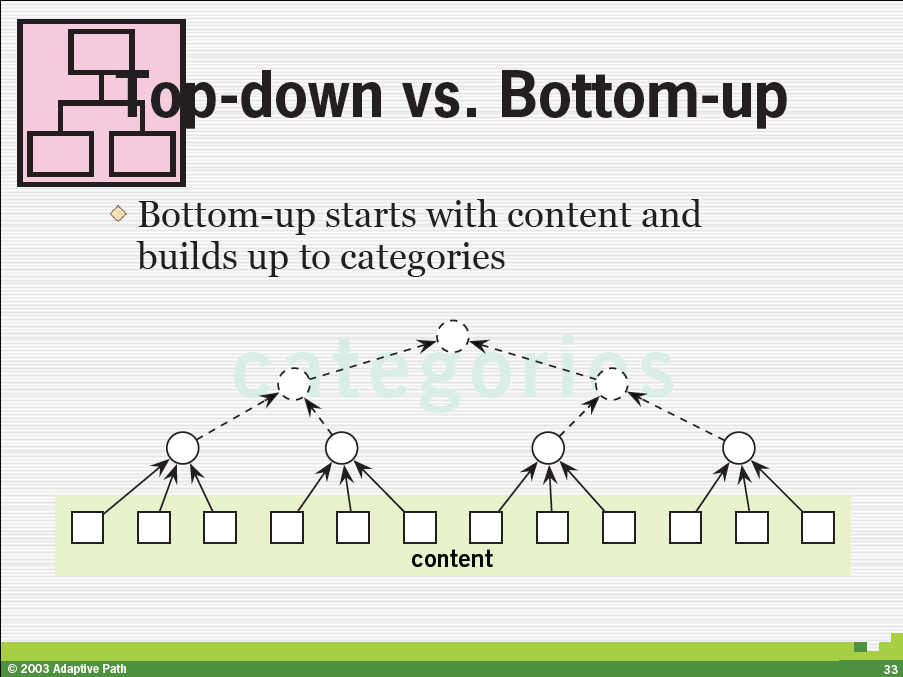 Top-down vs. Bottom-up
Bottom-up starts with content and
builds up to categories
categories
content
© 2003 Adaptive Path
33